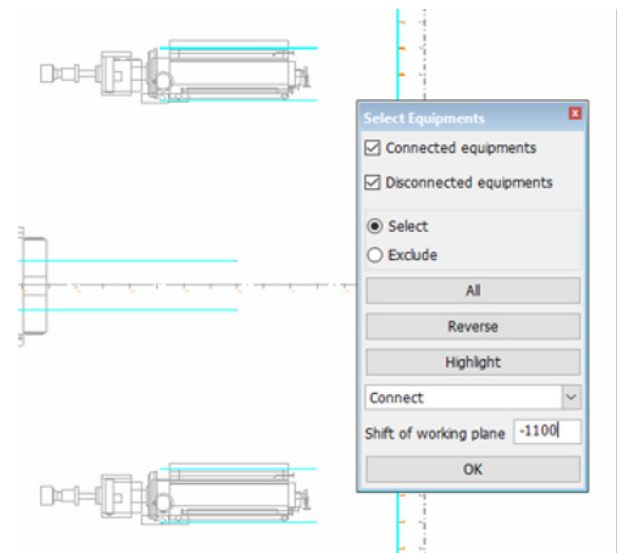 Select Equipments
Connected equipments
Disconnected equipments
Select
Exclude
All
Reverse
Highlight
Connect
Shift of working plane -1100
OK